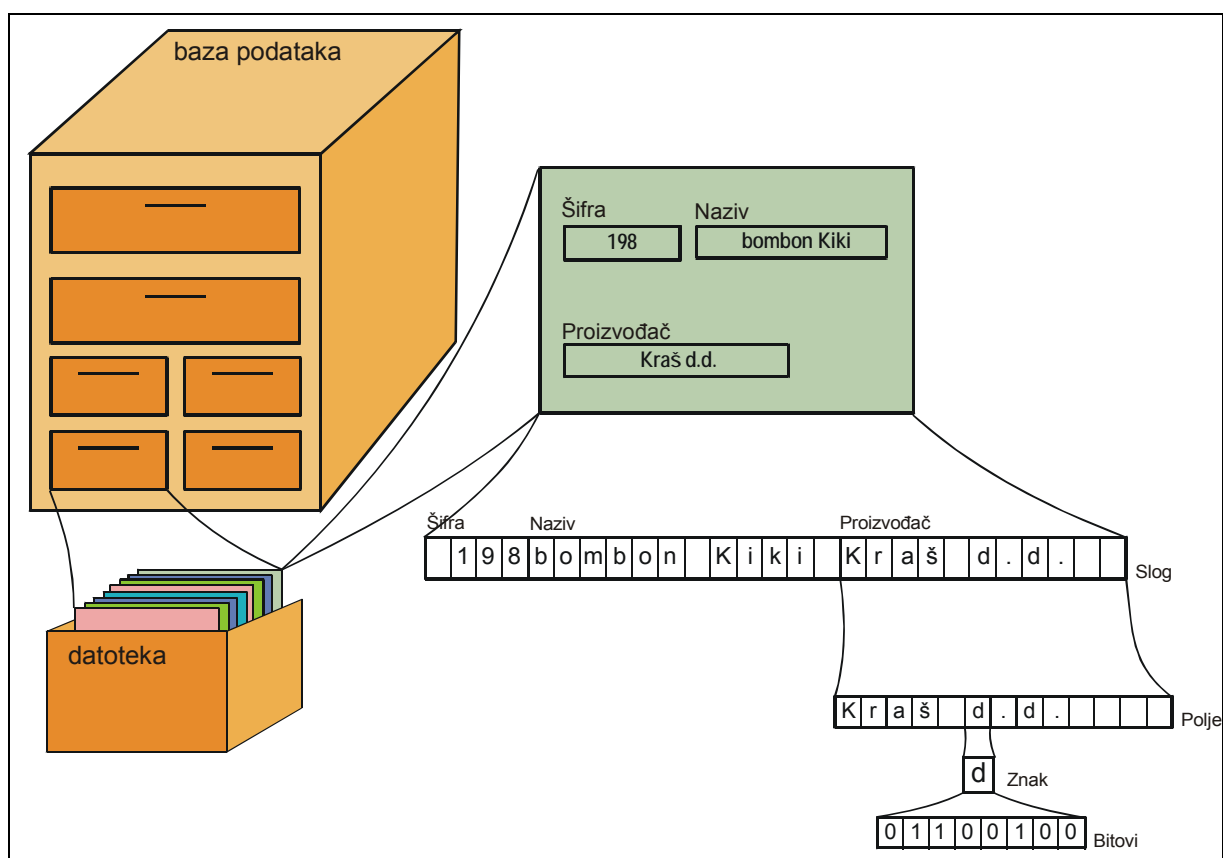 baza podataka
Šifra Naziv
198 bombon Kiki
Proizvođač
Kraš d.d.
Šifra Naziv Proizvođač
198bombon Kiki Kraš d.d.
Slog
datoteka
Kraš d.d.
Polje
d
Znak
01100100
Bitovi